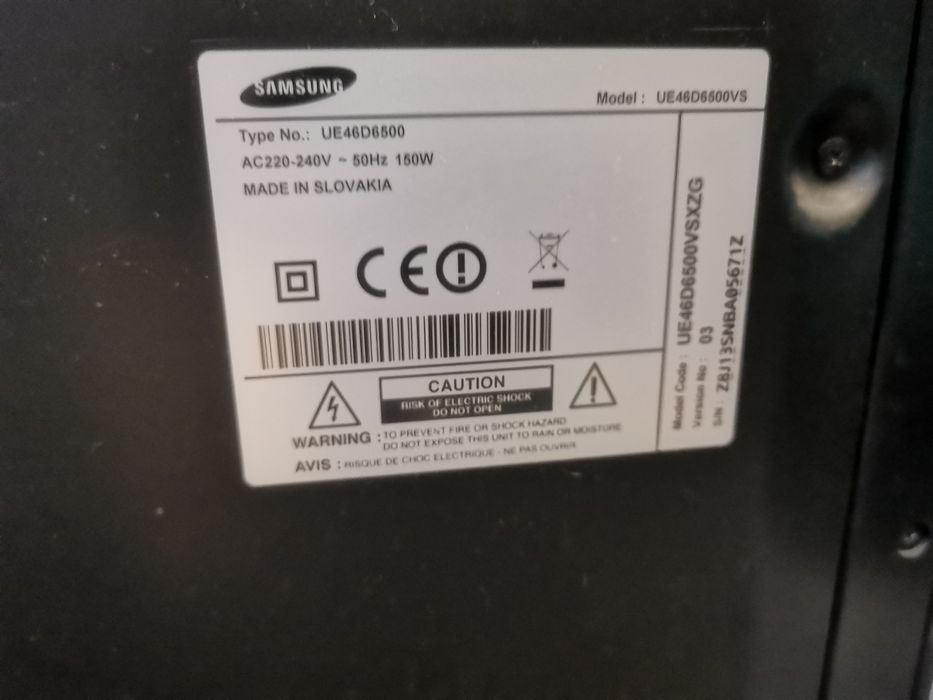 SAMSUNG
Model : UE46D6500VS
Type No.: UE46D6500
AC220-240V ~ 50Hz 150W
MADE IN SLOVAKIA
CE
CAUTION
RISK OF ELECTRIC SHOCK
DO NOT OPEN
WARNING : TO PREVENT FIRE OR SHOCK HAZARD
DO NOT EXPOSE THIS UNIT TO RAIN OR MOISTURE
AVIS : RISQUE DE CHOC ELECTRIQUE - NE PAS OUVRIR
Model Code : UE46D6500VSXZG
Version No : 03
S/N : Z8J13SNBA05671Z